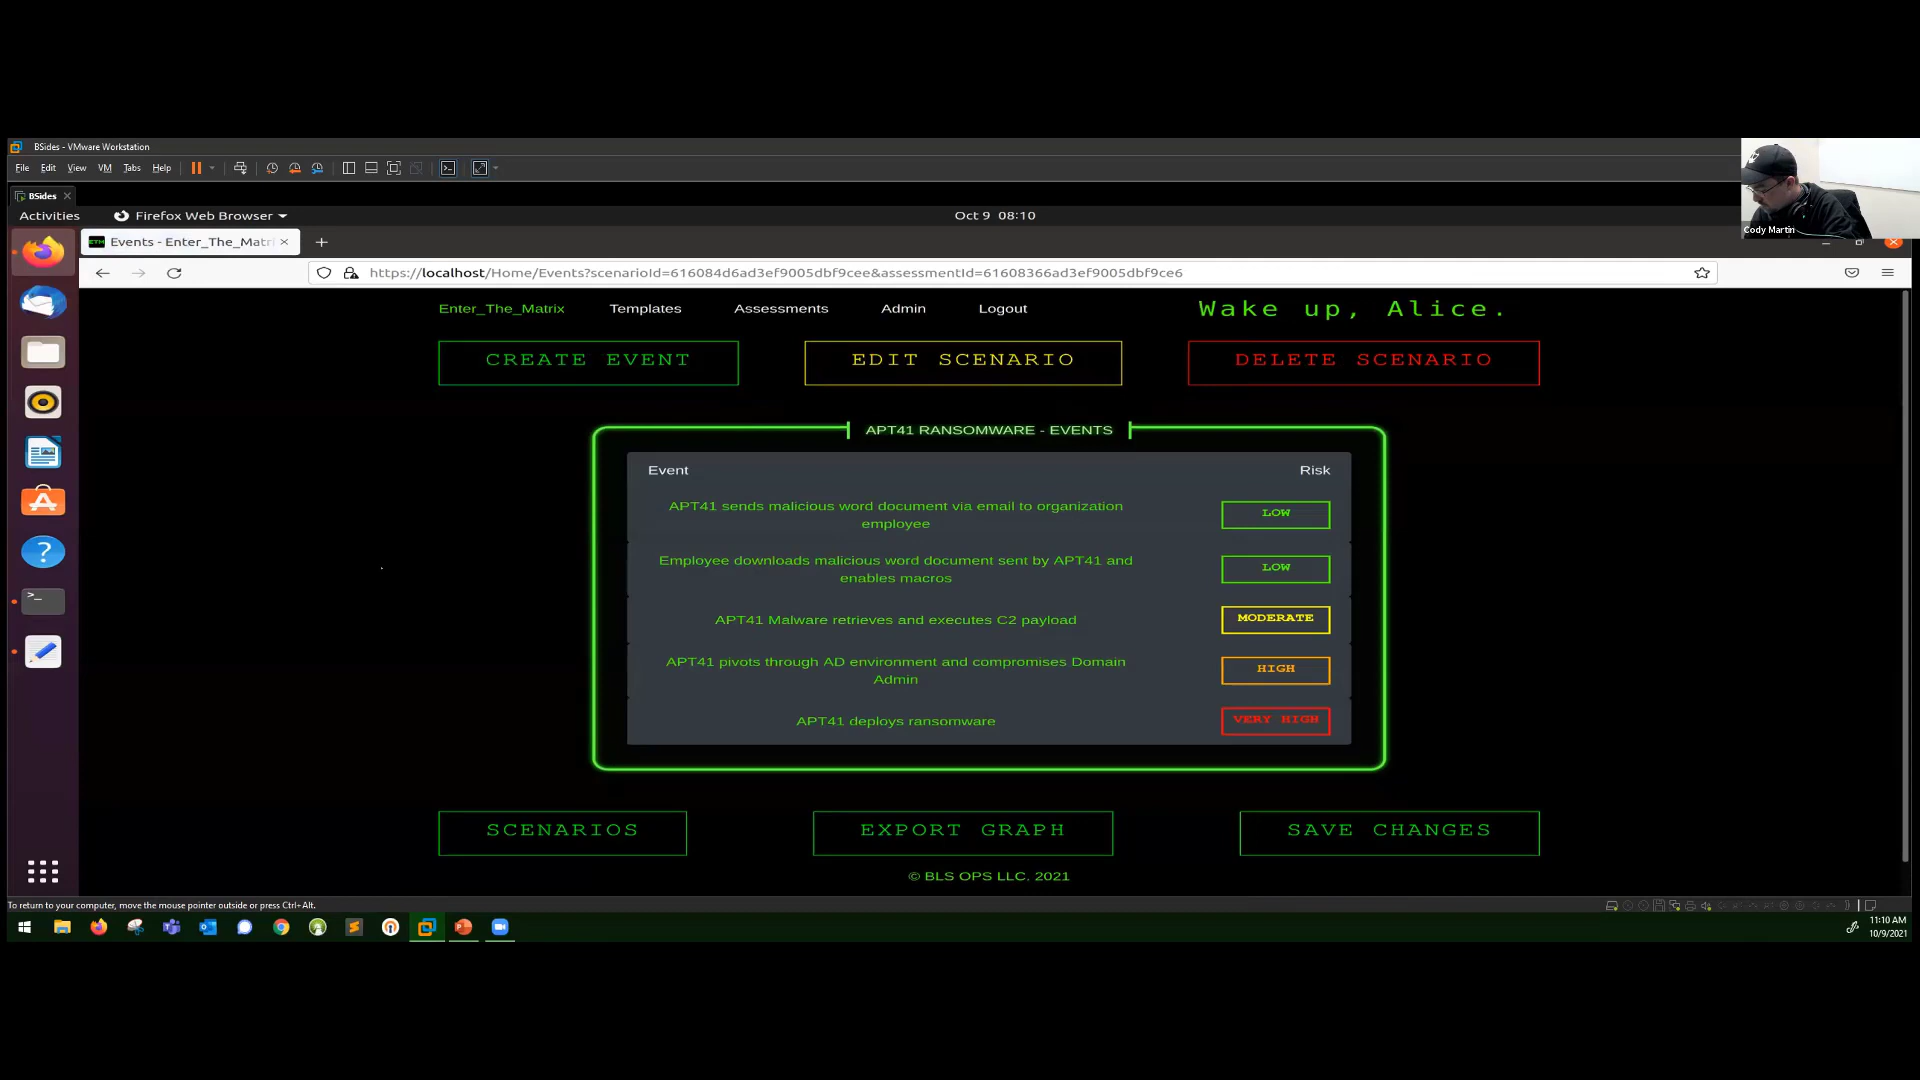 BSides - VMware Workstation
File Edit View VM Tabs Help
BSides
Cody Martin
Activities Firefox Web Browser Oct 9 08:10
Events - Enter_The_Matri
https://localhost/Home/Events?scenarioId=616084d6ad3ef9005dbf9cee&assessmentId=61608366ad3ef9005dbf9ce6
Enter_The_Matrix Templates Assessments Admin Logout Wake up, Alice.
CREATE EVENT EDIT SCENARIO DELETE SCENARIO
APT41 RANSOMWARE - EVENTS
Event Risk
APT41 sends malicious word document via email to organization
employee
LOW
Employee downloads malicious word document sent by APT41 and
enables macros
LOW
APT41 Malware retrieves and executes C2 payload MODERATE
APT41 pivots through AD environment and compromises Domain
Admin
HIGH
APT41 deploys ransomware VERY HIGH
SCENARIOS EXPORT GRAPH SAVE CHANGES
© BLS OPS LLC. 2021
To return to your computer, move the mouse pointer outside or press Ctrl+Alt.
11:10 AM
10/9/2021